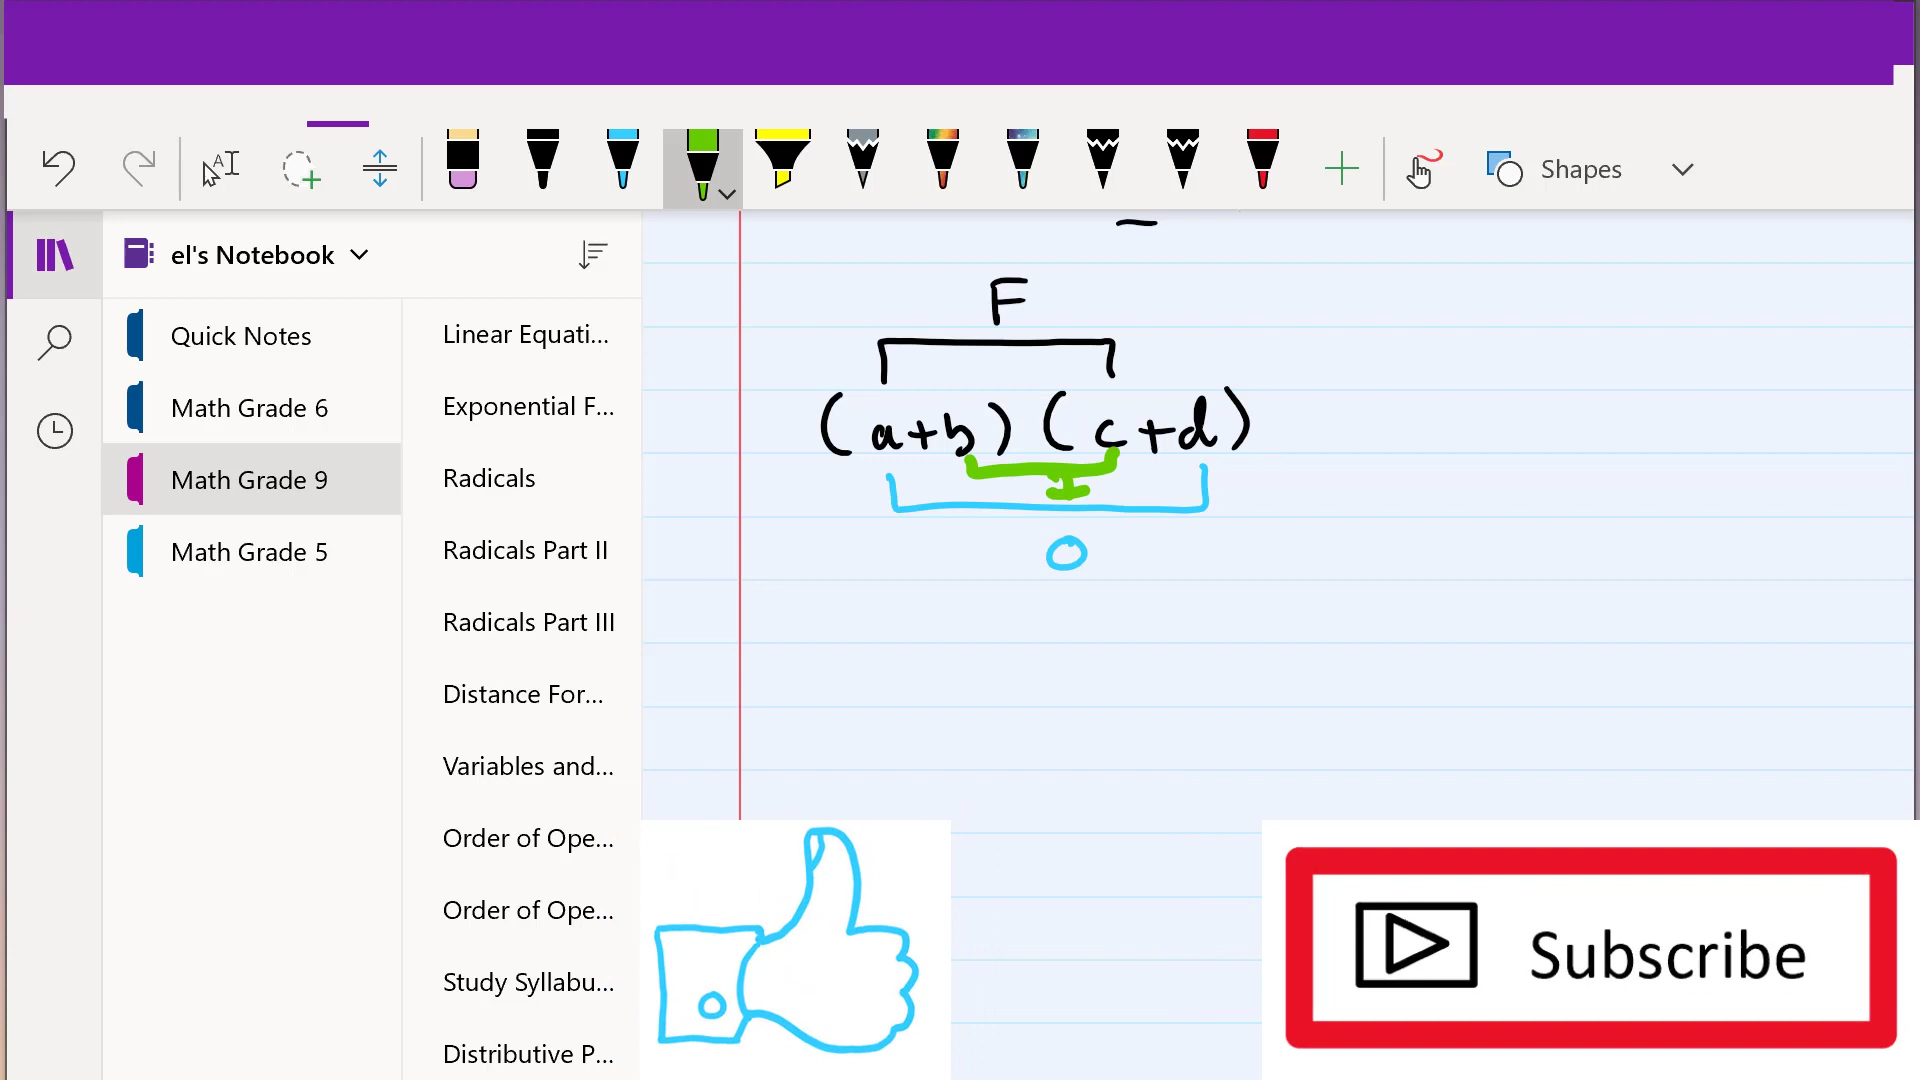 Shapes
el's Notebook
Quick Notes
Math Grade 6
Math Grade 9
Math Grade 5
Linear Equati...
Exponential F...
Radicals
Radicals Part II
Radicals Part III
Distance For...
Variables and...
Order of Ope...
Order of Ope...
Study Syllabu...
Distributive P...
F
(a+b)(c+d)
I
O
Subscribe